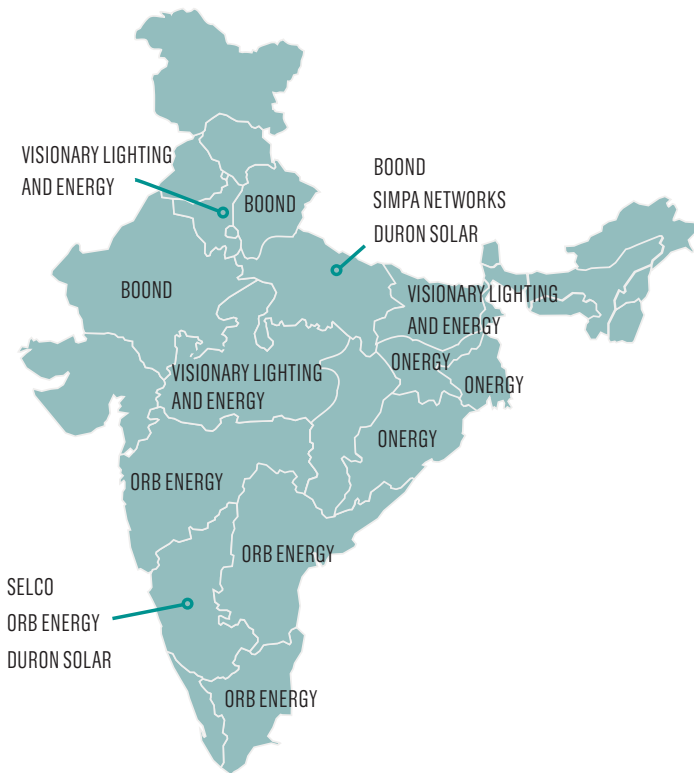 VISIONARY LIGHTING
AND ENERGY
BOOND
SIMPA NETWORKS
DURON SOLAR
BOOND
BOOND
VISIONARY LIGHTING
AND ENERGY
VISIONARY LIGHTING
AND ENERGY
ONERGY
ONERGY
ONERGY
ORB ENERGY
ORB ENERGY
SELCO
ORB ENERGY
DURON SOLAR
ORB ENERGY